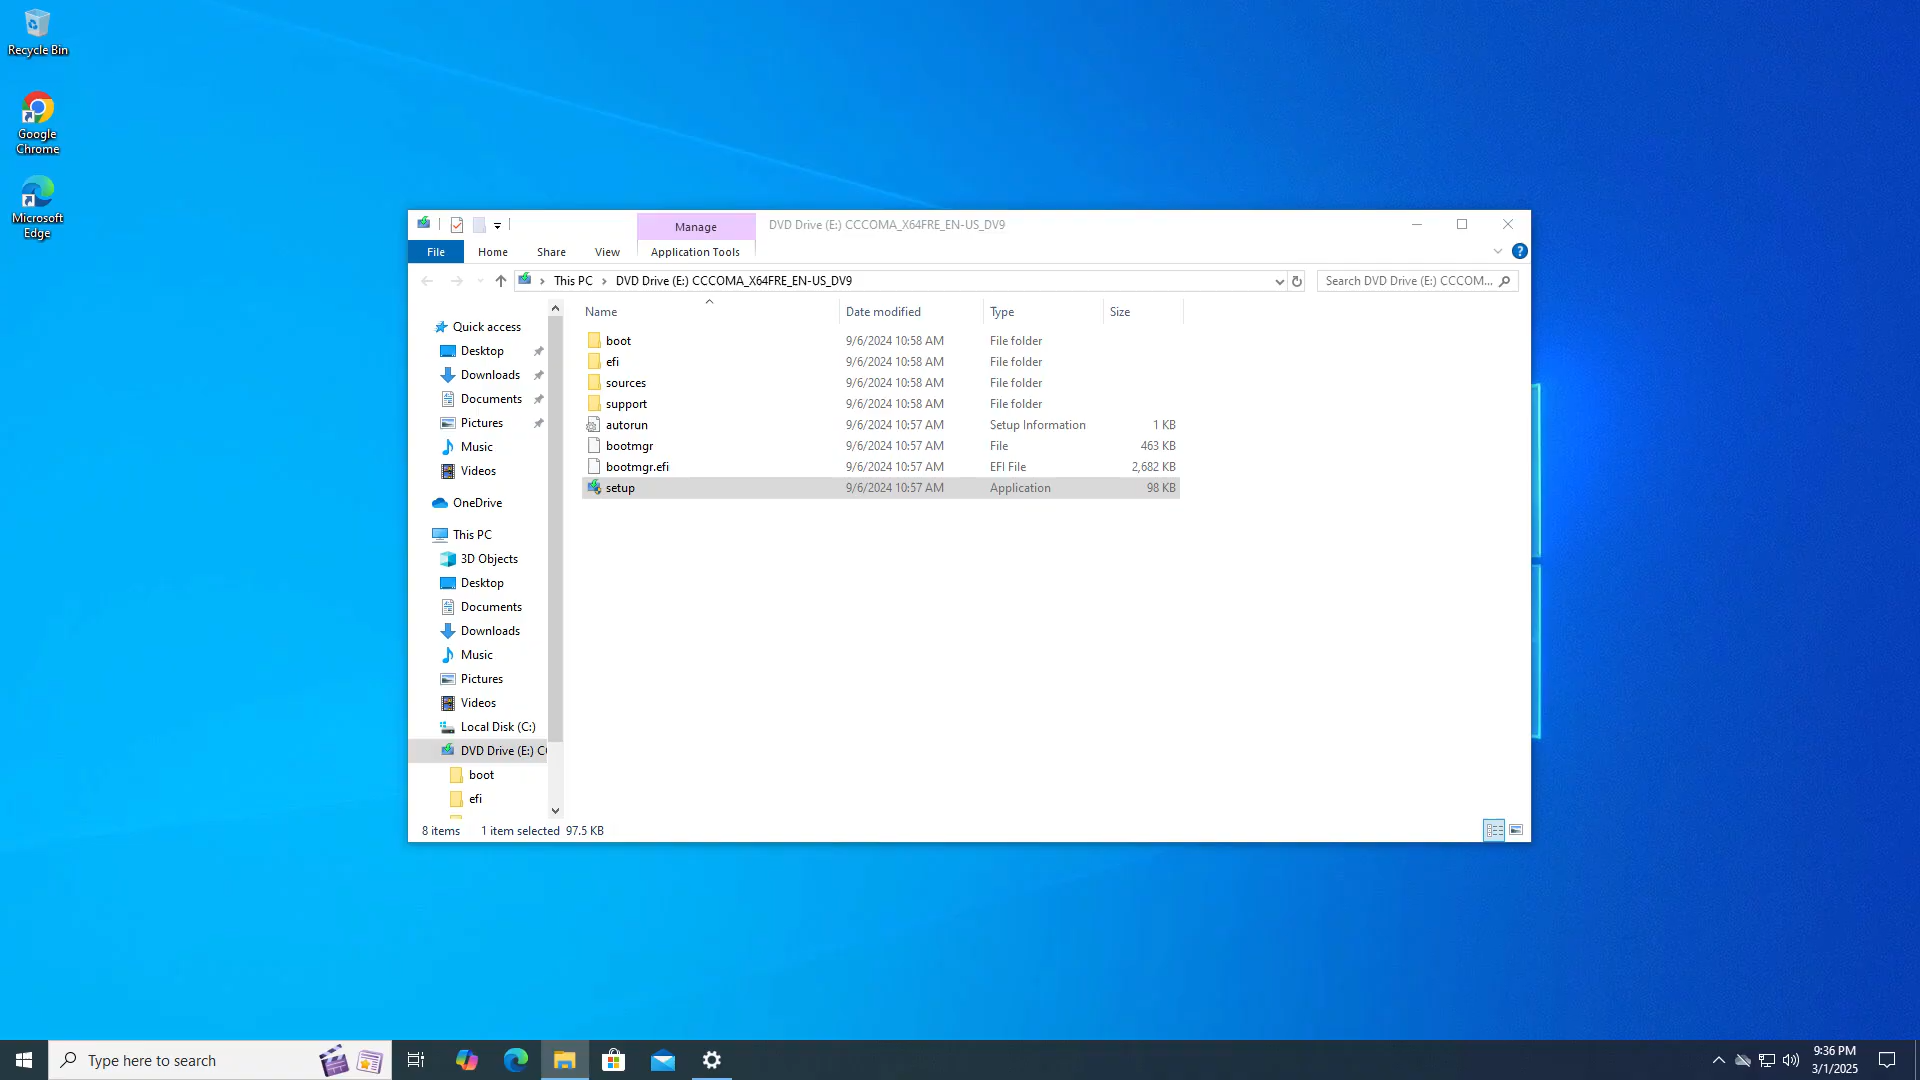 Recycle Bin
Google
Chrome
Microsoft
Edge
Manage
DVD Drive (E:) CCCOMA_X64FRE_EN-US_DV9
File
Home
Share
View
Application Tools
This PC
DVD Drive (E:) CCCOMA_X64FRE_EN-US_DV9
Search DVD Drive (E:) CCCOM...
Name
Date modified
Type
Size
boot 9/6/2024 10:58 AM File folder
efi 9/6/2024 10:58 AM File folder
sources 9/6/2024 10:58 AM File folder
support 9/6/2024 10:58 AM File folder
autorun 9/6/2024 10:57 AM Setup Information 1 KB
bootmgr 9/6/2024 10:57 AM File 463 KB
bootmgr.efi 9/6/2024 10:57 AM EFI File 2,682 KB
setup 9/6/2024 10:57 AM Application 98 KB
Quick access
Desktop
Downloads
Documents
Pictures
Music
Videos
OneDrive
This PC
3D Objects
Desktop
Documents
Downloads
Music
Pictures
Videos
Local Disk (C:)
DVD Drive (E:) C
boot
efi
8 items 1 item selected 97.5 KB
Type here to search
9:36 PM
3/1/2025